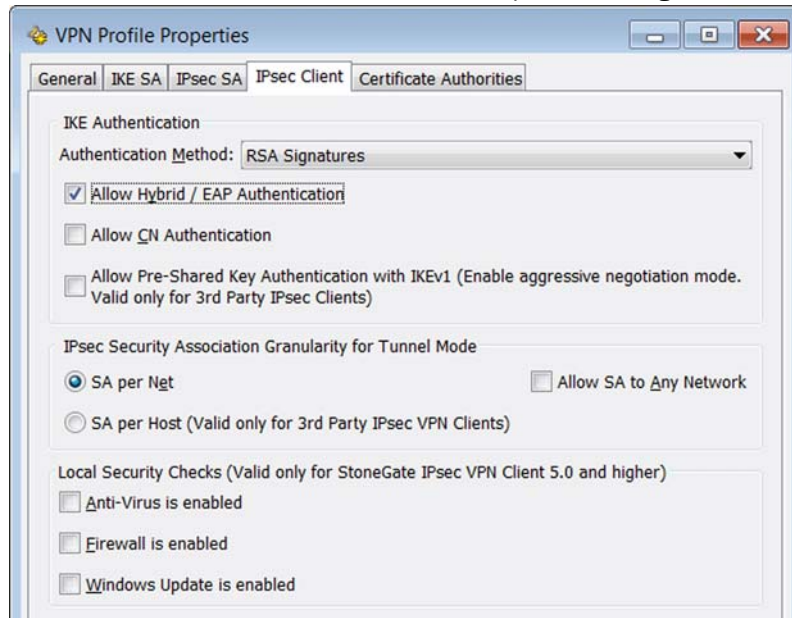 VPN Profile Properties
General IKE SA IPsec SA IPsec Client Certificate Authorities
IKE Authentication
Authentication Method: RSA Signatures
Allow Hybrid / EAP Authentication
Allow CN Authentication
Allow Pre-Shared Key Authentication with IKEv1 (Enable aggressive negotiation mode.
Valid only for 3rd Party IPsec Clients)
IPsec Security Association Granularity for Tunnel Mode
SA per Net Allow SA to Any Network
SA per Host (Valid only for 3rd Party IPsec VPN Clients)
Local Security Checks (Valid only for StoneGate IPsec VPN Client 5.0 and higher)
Anti-Virus is enabled
Firewall is enabled
Windows Update is enabled